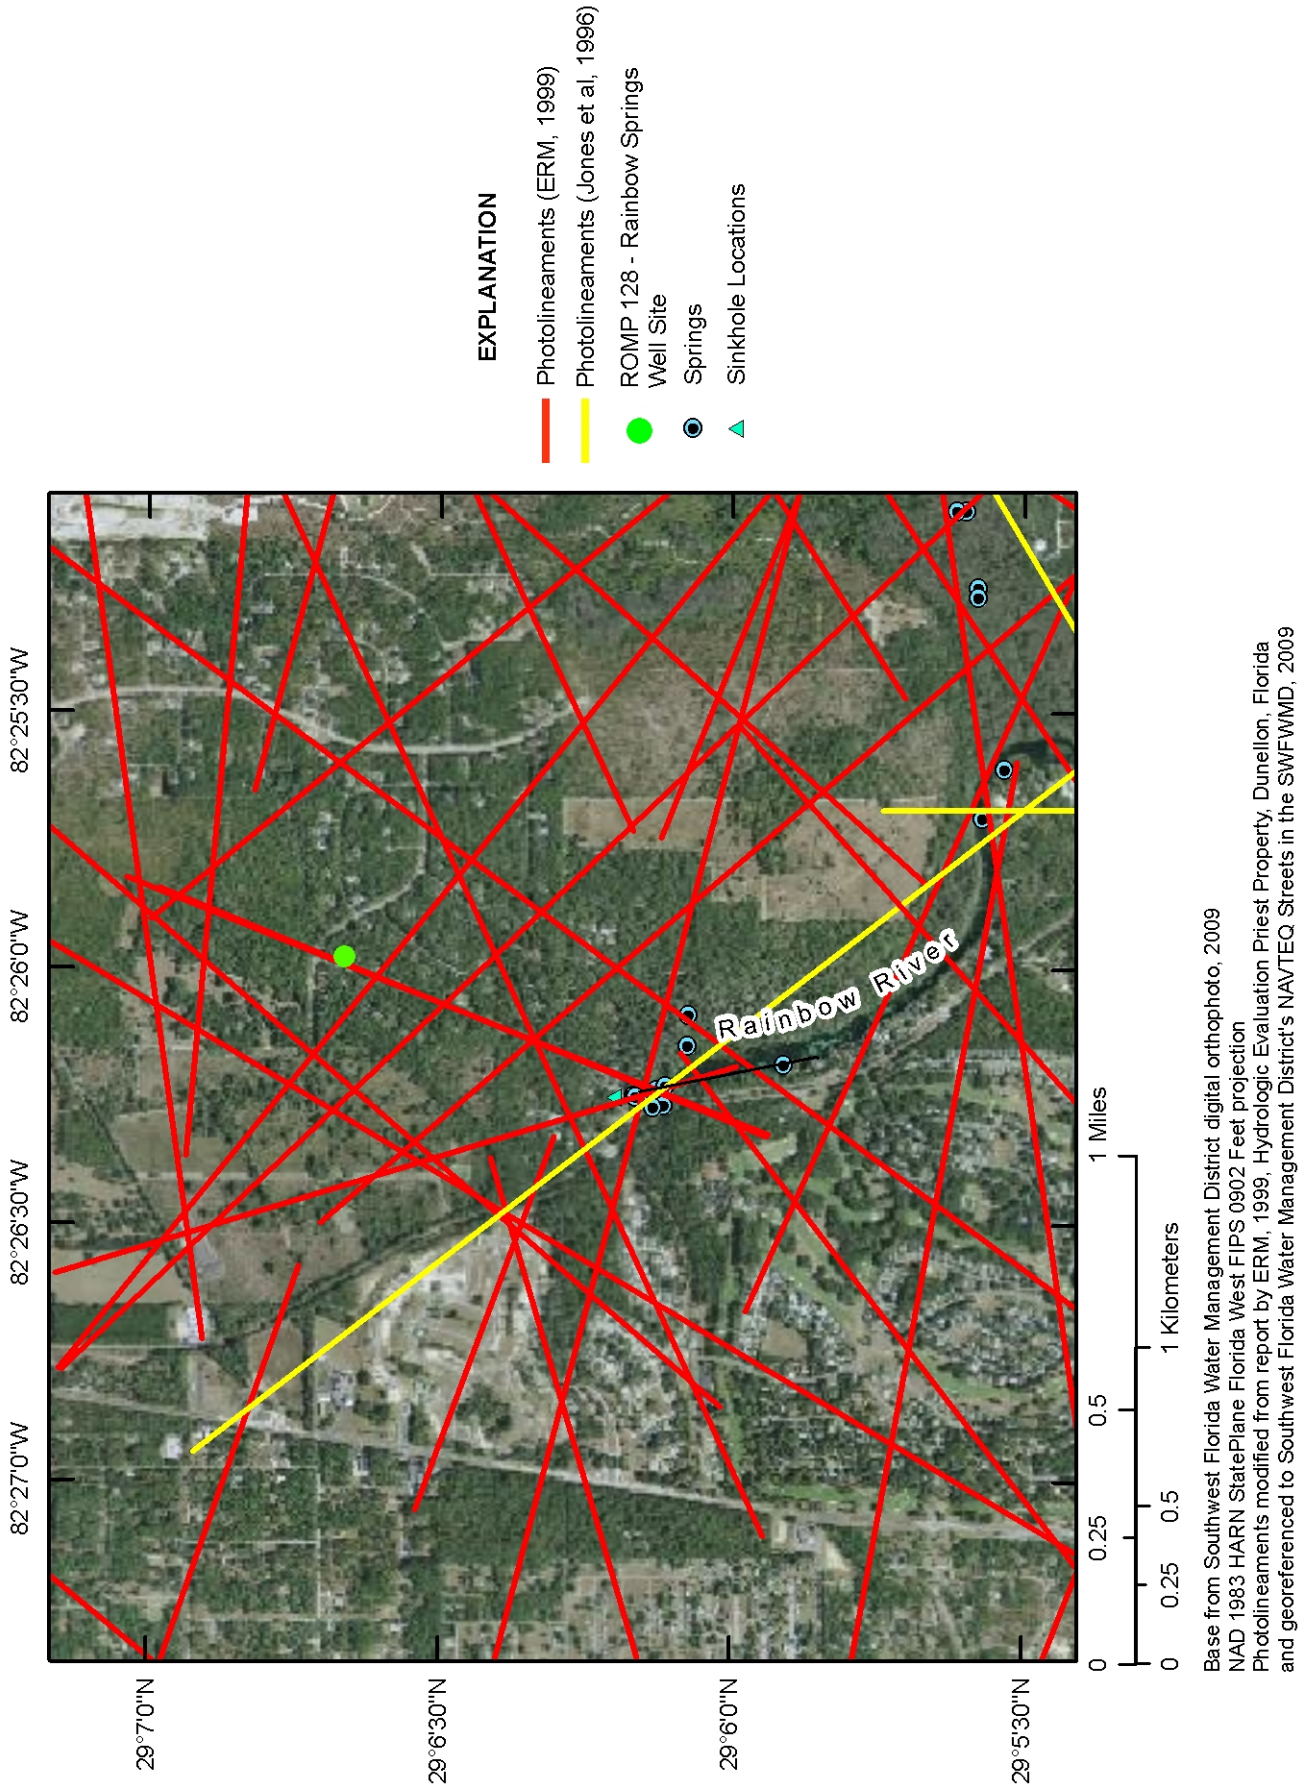 EXPLANATION
Photolineaments (ERM, 1999)
Photolineaments (Jones et al, 1996)
ROMP 128 - Rainbow Springs
Well Site
Springs
Sinkhole Locations
82°27'0"W
82°26'30"W
82°26'0"W
82°25'30"W
29°7'0"N
29°6'30"N
29°6'0"N
29°5'30"N
Rainbow River
0 0.25 0.5 1 Miles
0 0.25 0.5 1 Kilometers
Base from Southwest Florida Water Management District digital orthophoto, 2009
NAD 1983 HARN StatePlane Florida West FIPS 0902 Feet projection
Photolineaments modified from report by ERM, 1999, Hydrologic Evaluation Priest Property, Dunellon, Florida
and georeferenced to Southwest Florida Water Management District's NAVTEQ Streets in the SWFWMD, 2009